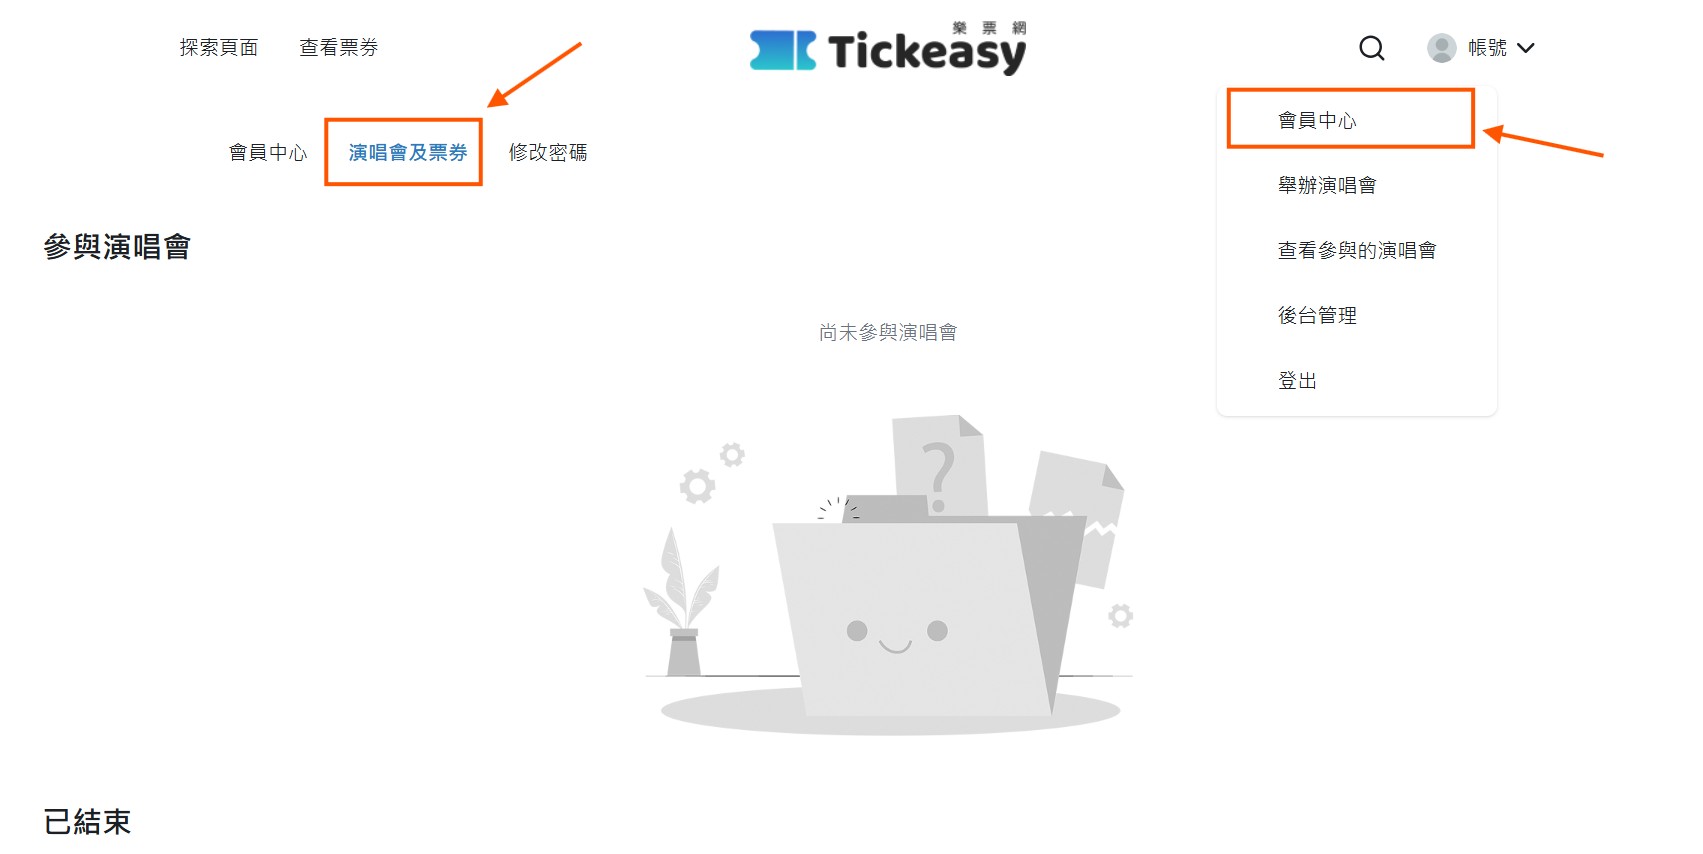 探索頁面
查看票券
樂票網
Tickeasy
帳號
會員中心
演唱會及票券
修改密碼
會員中心
舉辦演唱會
查看參與的演唱會
後台管理
登出
參與演唱會
尚未參與演唱會
?
已結束